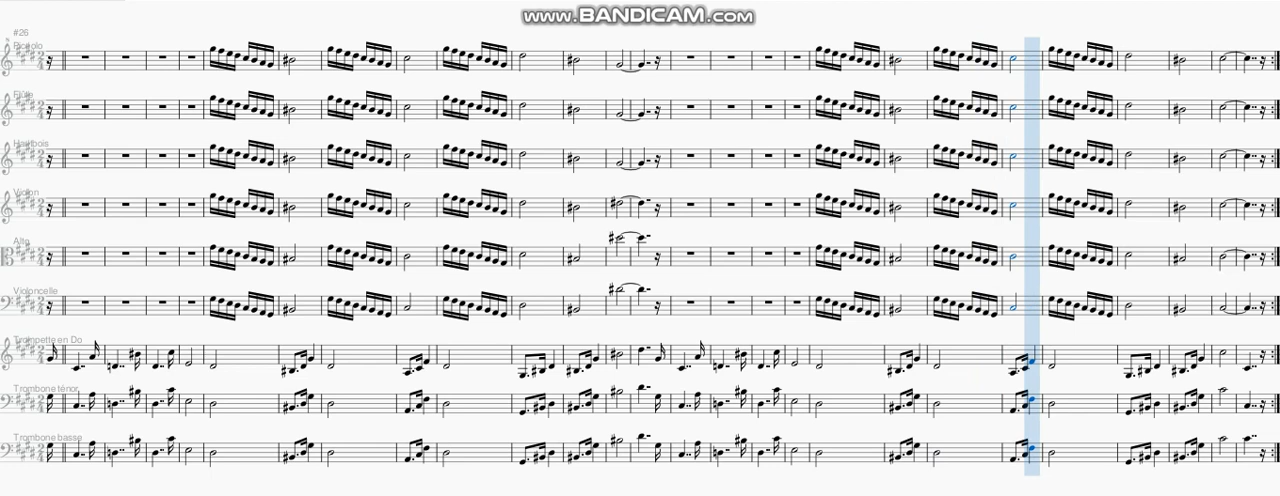 www.BANDICAM.com
#26
Piccolo
Flûte
Hautbois
Violon
Alto
Violoncelle
Trompette en Do
Trombone ténor
Trombone basse